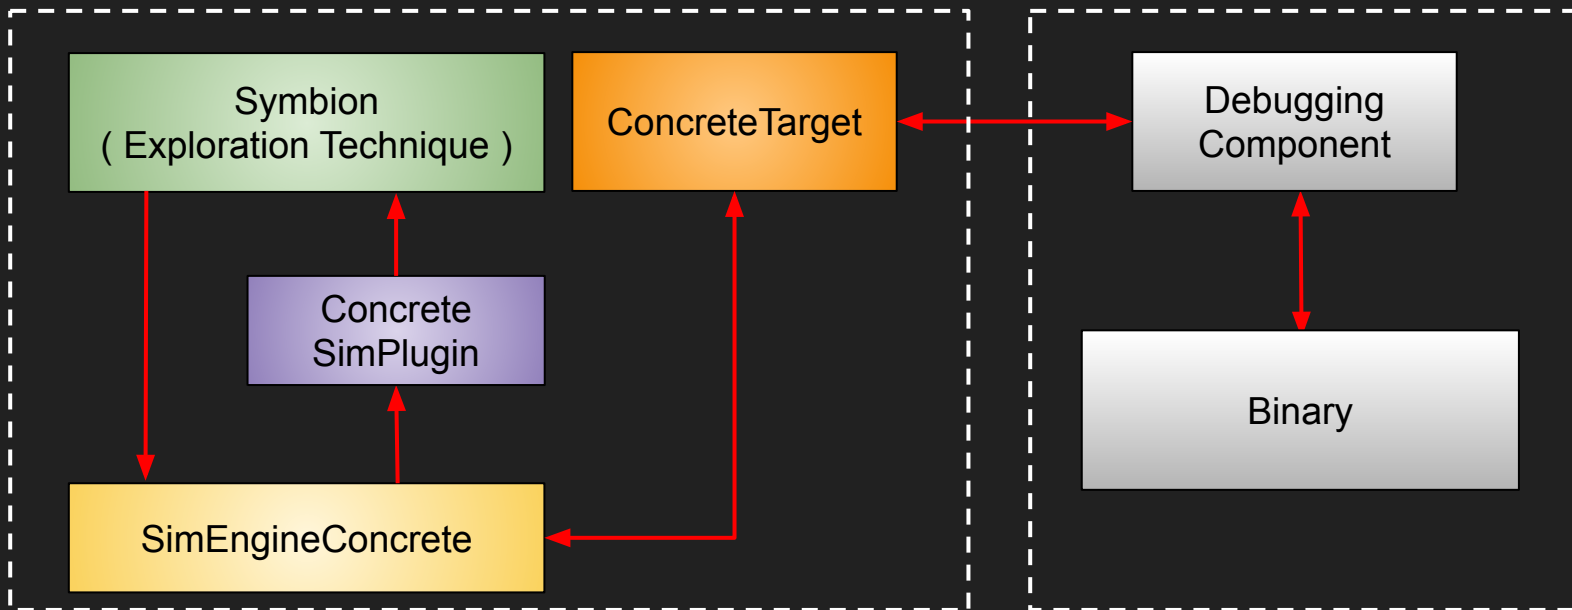 Symbion
( Exploration Technique )
ConcreteTarget
Debugging
Component
Concrete
SimPlugin
Binary
SimEngineConcrete